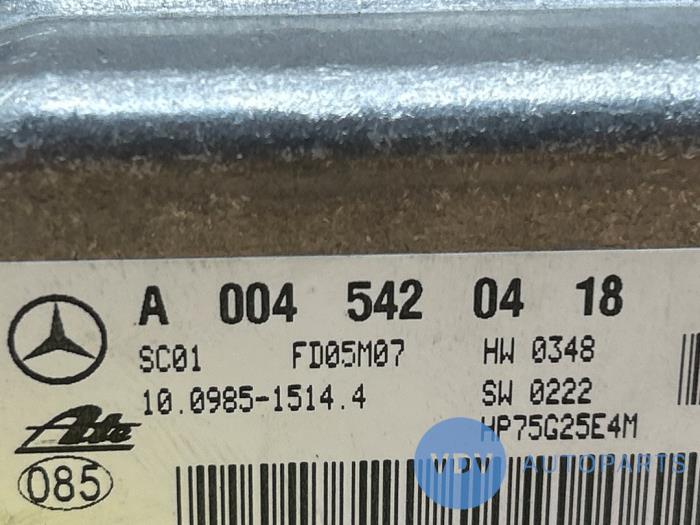 A 004 542 04 18
SC01 FD05M07 HW 0348
10.0985-1514.4 SW 0222
Ate HP75G25E4M
085
VDV AUTOPARTS